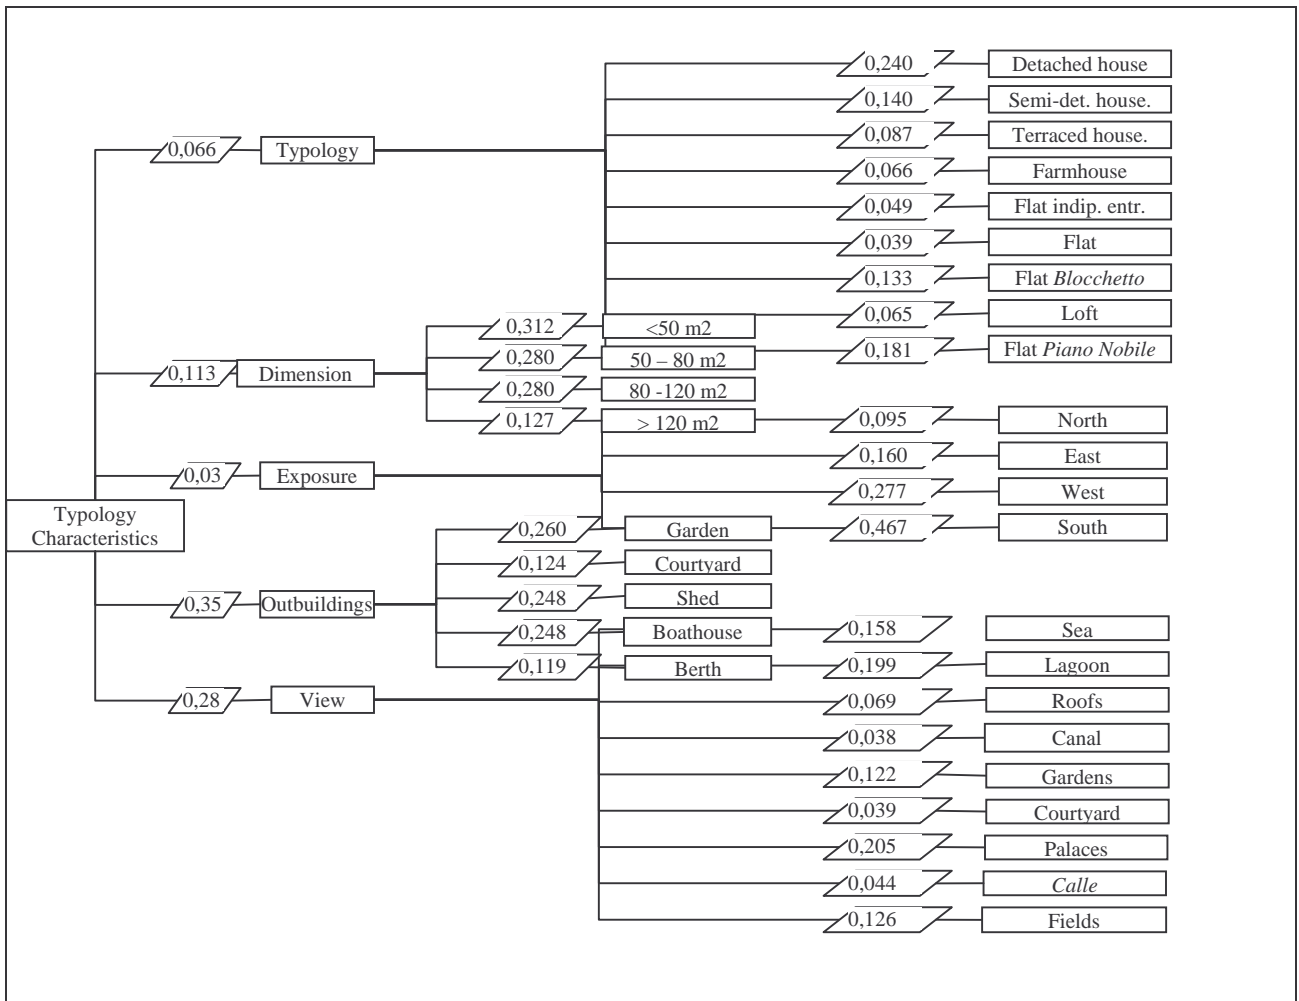 0,240 Detached house
0,140 Semi-det. house.
0,087 Terraced house.
0,066 Typology
0,066 Farmhouse
0,049 Flat indip. entr.
0,039 Flat
0,133 Flat Blocchetto
0,312 <50 m2
0,065 Loft
0,280 50 – 80 m2
0,181 Flat Piano Nobile
0,113 Dimension
0,280 80 -120 m2
0,127 > 120 m2
0,095 North
0,160 East
0,03 Exposure
0,277 West
Typology
Characteristics
0,260 Garden
0,467 South
0,124 Courtyard
0,35 Outbuildings
0,248 Shed
0,248 Boathouse
0,158 Sea
0,119 Berth
0,199 Lagoon
0,28 View
0,069 Roofs
0,038 Canal
0,122 Gardens
0,039 Courtyard
0,205 Palaces
0,044 Calle
0,126 Fields